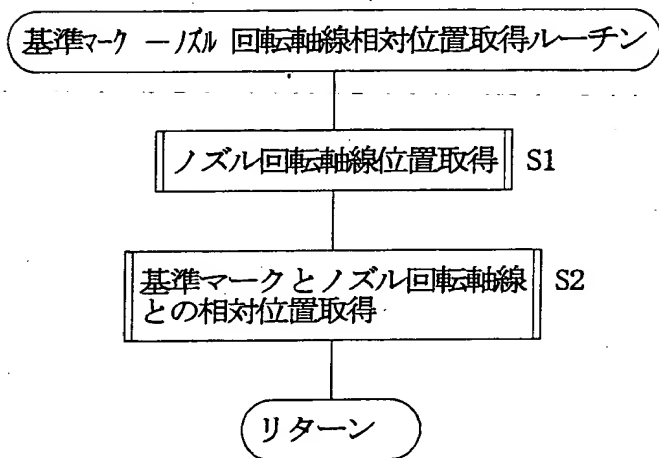 基準マーク ーノズル 回転軸線相対位置取得ルーチン
ノズル回転軸線位置取得 S1
基準マークとノズル回転軸線 S2
との相対位置取得
リターン